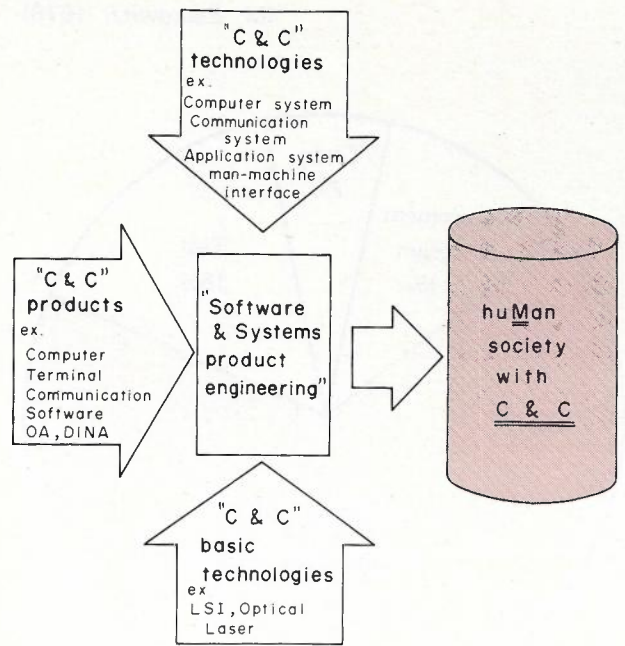 "C & C"
technologies
ex.
Computer system
Communication
system
Application system
man-machine
interface
"C & C"
products
ex.
Computer
Terminal
Communication
Software
OA, DINA
"Software
& Systems
product
engineering"
huMan
society
with
C & C
"C & C"
basic
technologies
ex
LSI, Optical
Laser